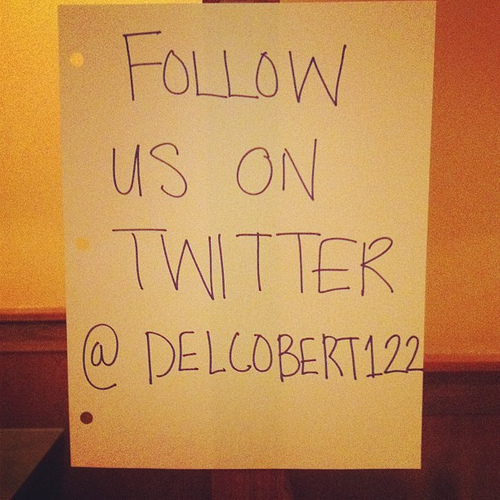 FOLLOW
US ON
TWITTER
@ DELCOBERT122